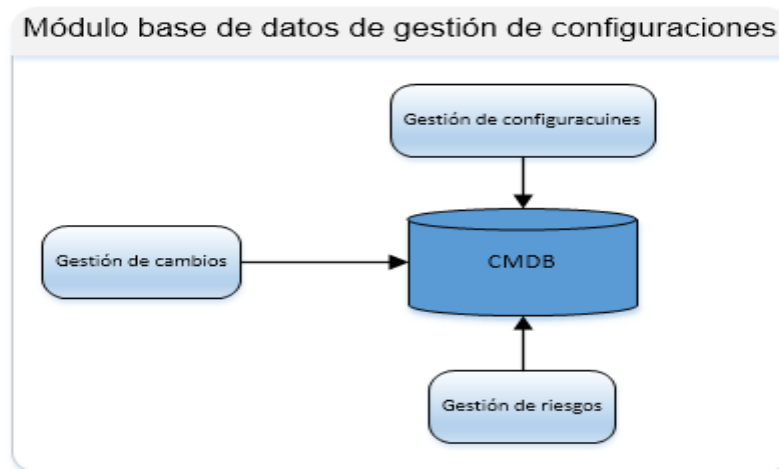 Módulo base de datos de gestión de configuraciones
Gestión de configuracuines
Gestión de cambios
CMDB
Gestión de riesgos